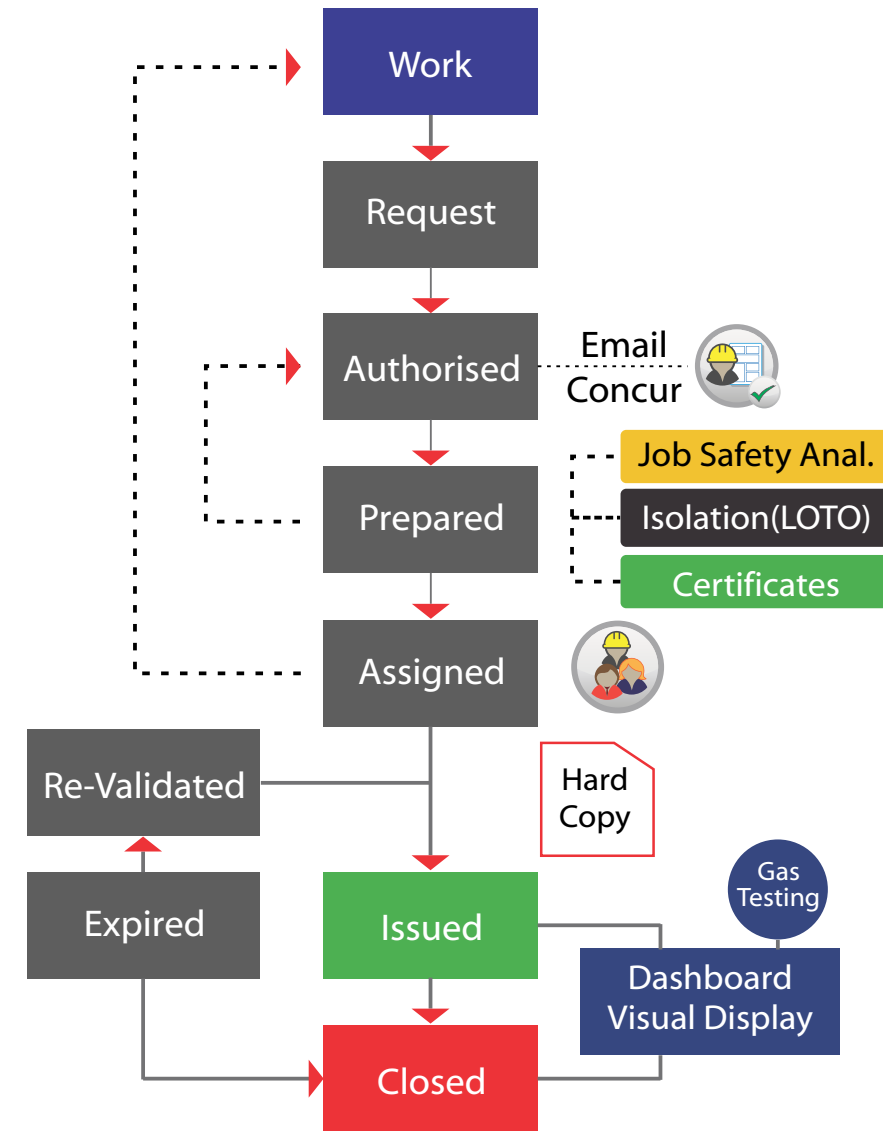 Work
Request
Authorised
Email
Concur
Job Safety Anal.
Prepared
Isolation(LOTO)
Certificates
Assigned
Re-Validated
Hard
Copy
Gas
Testing
Expired
Issued
Dashboard
Visual Display
Closed